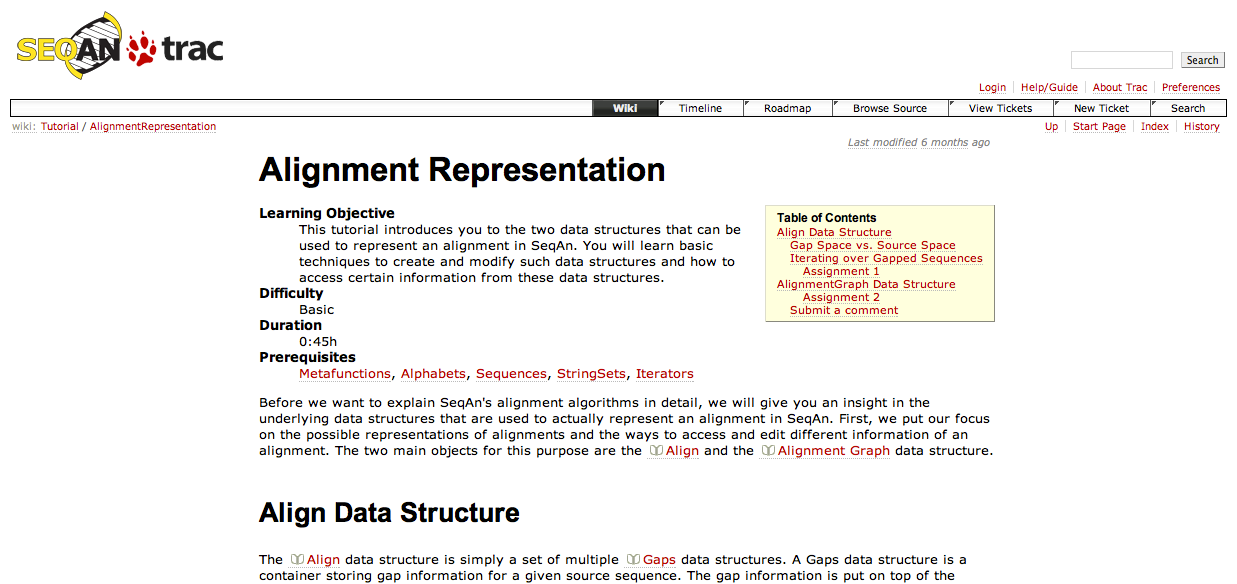 SEQAN trac
Search
Login Help/Guide About Trac Preferences
Wiki Timeline Roadmap Browse Source View Tickets New Ticket Search
wiki: Tutorial / AlignmentRepresentation
Up Start Page Index History
Last modified 6 months ago
Alignment Representation
Learning Objective
This tutorial introduces you to the two data structures that can be
used to represent an alignment in SeqAn. You will learn basic
techniques to create and modify such data structures and how to
access certain information from these data structures.
Difficulty
Basic
Duration
0:45h
Prerequisites
Metafunctions, Alphabets, Sequences, StringSets, Iterators
Table of Contents
Align Data Structure
Gap Space vs. Source Space
Iterating over Gapped Sequences
Assignment 1
AlignmentGraph Data Structure
Assignment 2
Submit a comment
Before we want to explain SeqAn's alignment algorithms in detail, we will give you an insight in the
underlying data structures that are used to actually represent an alignment in SeqAn. First, we put our focus
on the possible representations of alignments and the ways to access and edit different information of an
alignment. The two main objects for this purpose are the Align and the Alignment Graph data structure.
Align Data Structure
The Align data structure is simply a set of multiple Gaps data structures. A Gaps data structure is a
container storing gap information for a given source sequence. The gap information is put on top of the